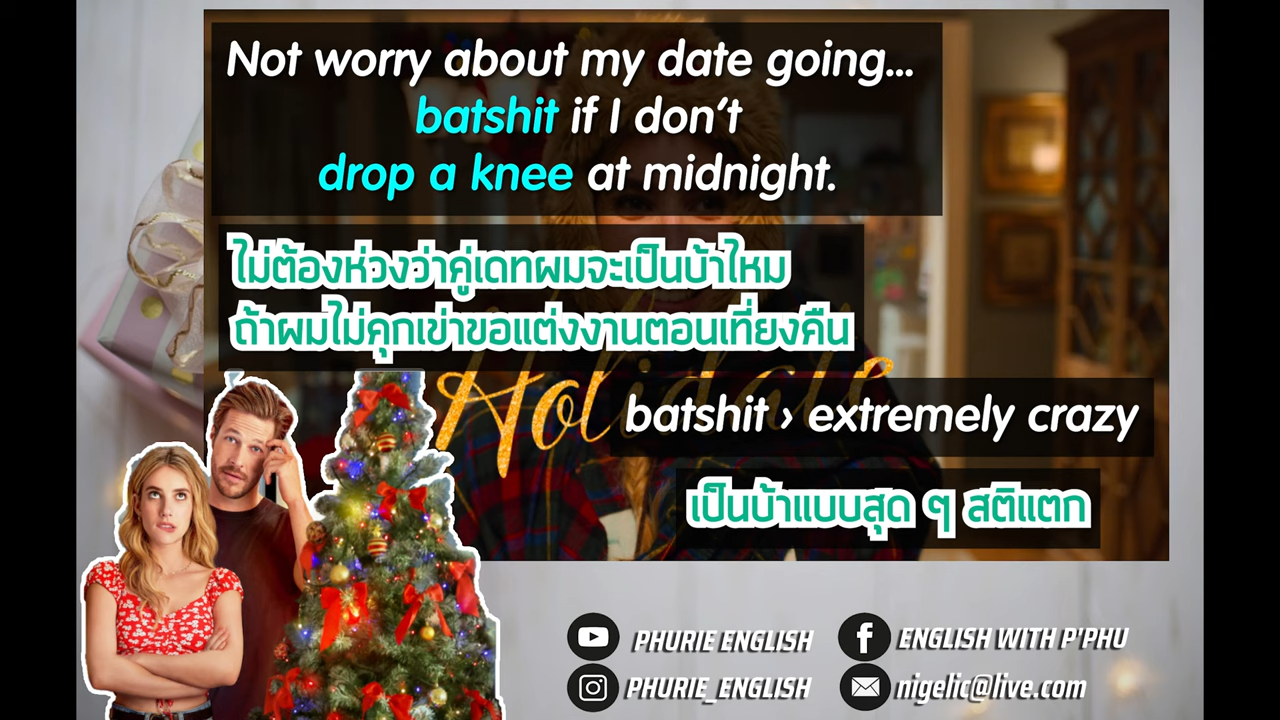 Not worry about my date going...
batshit if I don't
drop a knee at midnight.
ไม่ต้องห่วงว่าคู่เดทผมจะเป็นบ้าไหม
ถ้าผมไม่คุกเข่าขอแต่งงานตอนเที่ยงคืน
Holidate
batshit › extremely crazy
เป็นบ้าแบบสุด ๆ สติแตก
PHURIE ENGLISH
ENGLISH WITH P'PHU
PHURIE_ENGLISH
nigelic@live.com